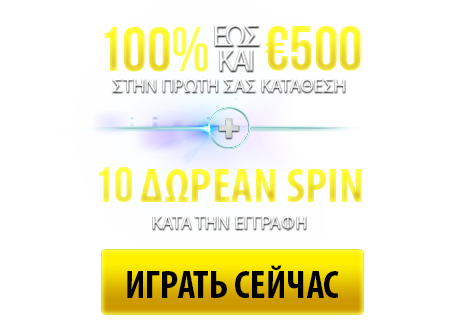 100% ΕΩΣ ΚΑΙ €500
ΣΤΗΝ ΠΡΩΤΗ ΣΑΣ ΚΑΤΑΘΕΣΗ
+
10 ΔΩΡΕΑΝ SPIN
ΚΑΤΑ ΤΗΝ ΕΓΓΡΑΦΗ
ИГРАТЬ СЕЙЧАС